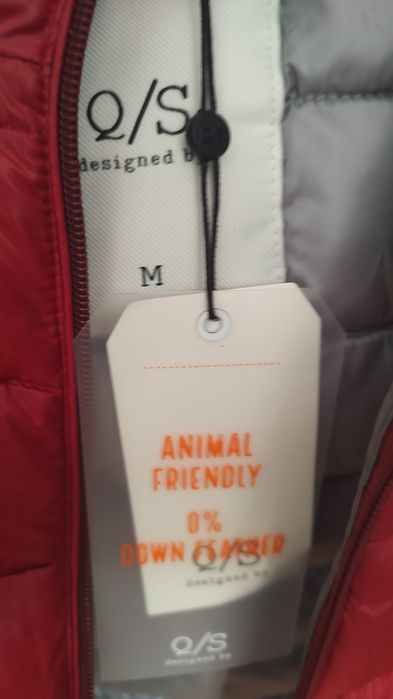 Q/S
designed by
M
ANIMAL
FRIENDLY
0%
DOWN FEATHER
Q/S
designed by
Q/S
designed by